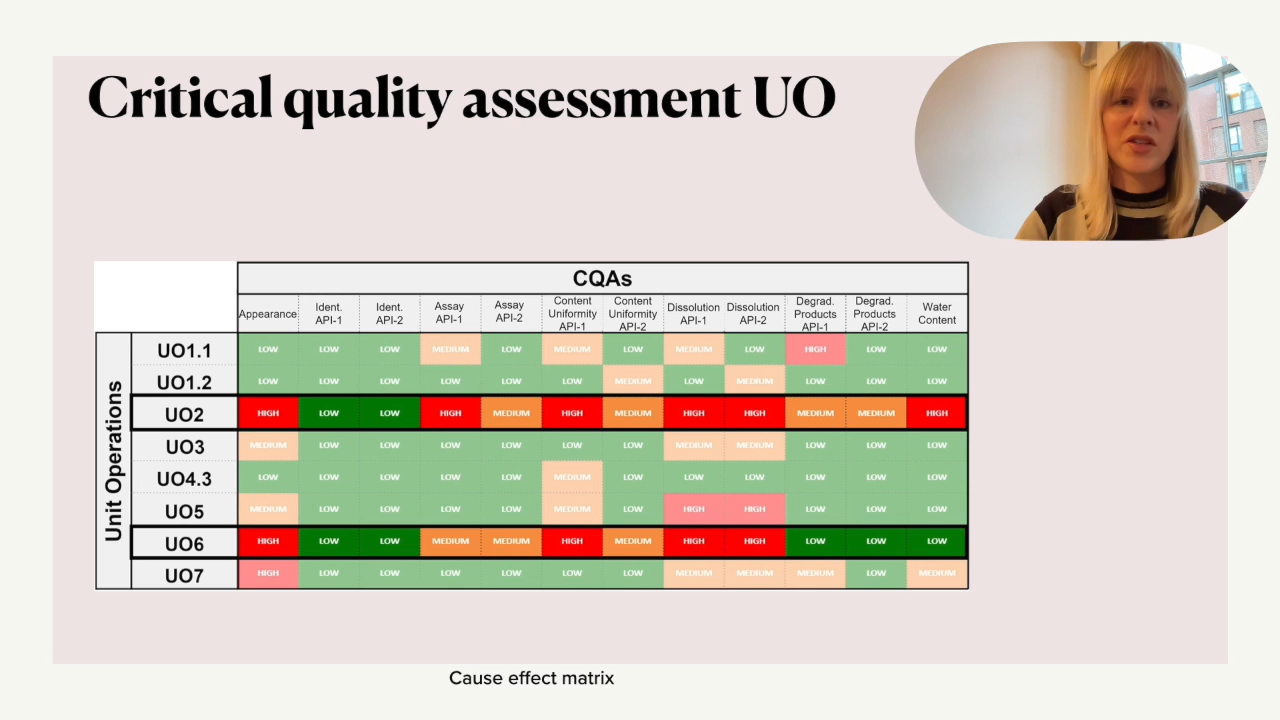 Critical quality assessment UO
CQAs
Appearance Ident. API-1 Ident. API-2 Assay API-1 Assay API-2 Content Uniformity API-1 Content Uniformity API-2 Dissolution API-1 Dissolution API-2 Degrad. Products API-1 Degrad. Products API-2 Water Content
Unit Operations
UO1.1 LOW LOW LOW MEDIUM LOW MEDIUM LOW MEDIUM LOW HIGH LOW LOW
UO1.2 LOW LOW LOW LOW LOW LOW MEDIUM LOW MEDIUM LOW LOW LOW
UO2 HIGH LOW LOW HIGH MEDIUM HIGH MEDIUM HIGH HIGH MEDIUM MEDIUM HIGH
UO3 MEDIUM LOW LOW LOW LOW LOW LOW MEDIUM MEDIUM LOW LOW LOW
UO4.3 LOW LOW LOW LOW LOW MEDIUM LOW LOW LOW LOW LOW LOW
UO5 MEDIUM LOW LOW LOW LOW MEDIUM LOW HIGH HIGH LOW LOW LOW
UO6 HIGH LOW LOW MEDIUM MEDIUM HIGH MEDIUM HIGH HIGH LOW LOW LOW
UO7 HIGH LOW LOW LOW LOW LOW LOW MEDIUM MEDIUM MEDIUM LOW MEDIUM
Cause effect matrix